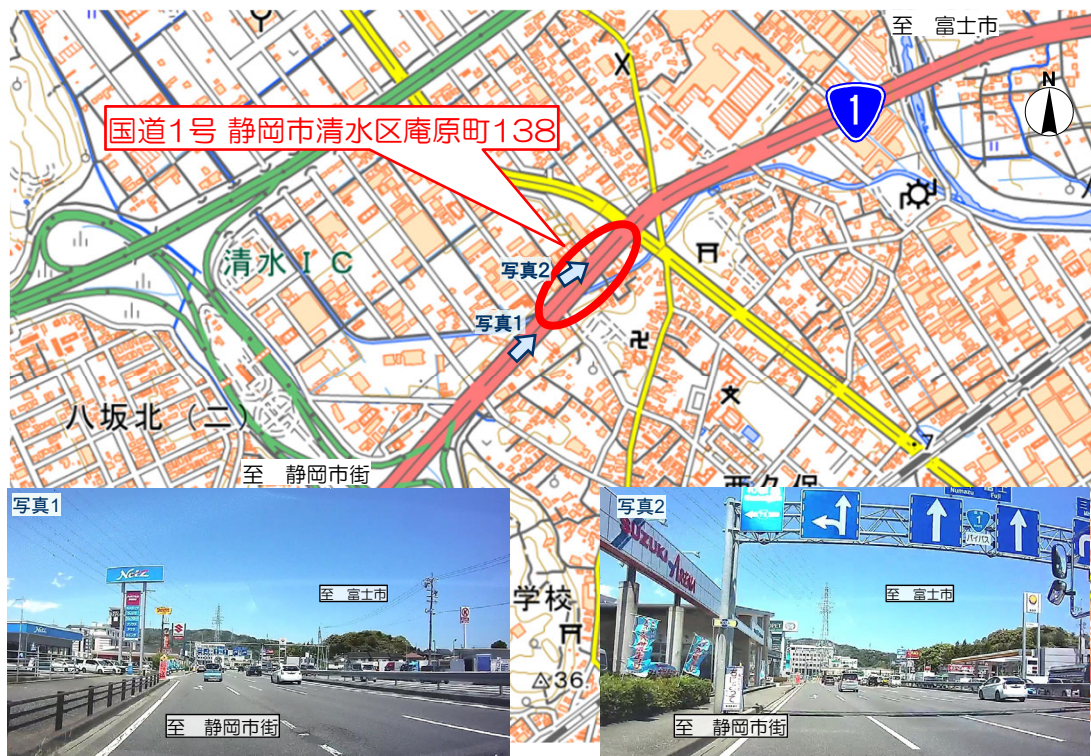 至 富士市
N
1
国道1号 静岡市清水区庵原町138
清水IC
写真2
写真1
八坂北(二)
至 静岡市街
西久保
学校
36
写真1
Netz
至 富士市
至 静岡市街
写真2
Numazu
Fuji
1
バイパス
SUZUKI ARENA
至 富士市
至 静岡市街